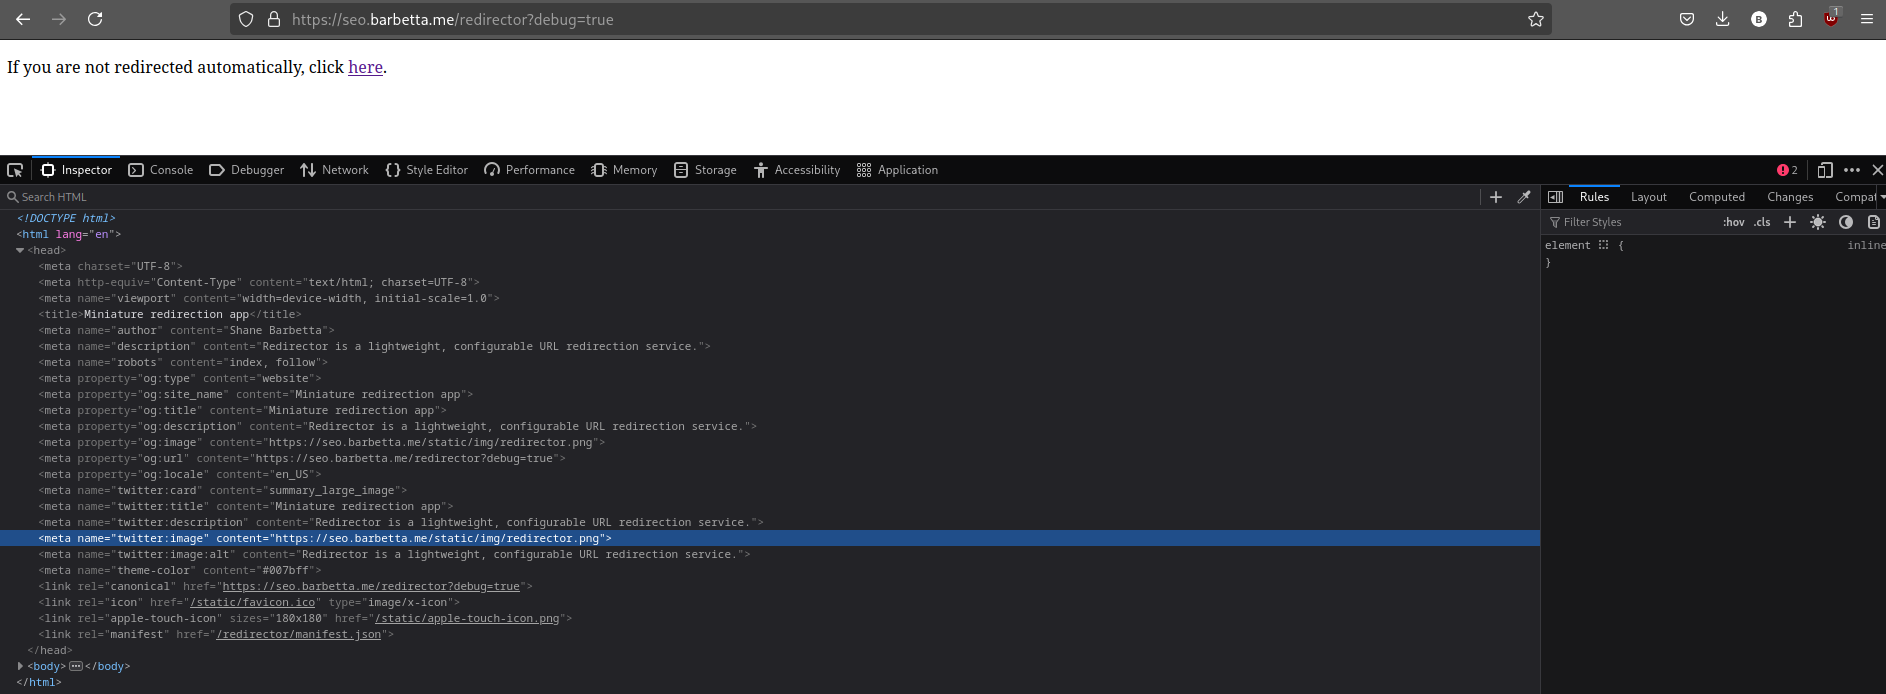 https://seo.barbetta.me/redirector?debug=true
B
1
If you are not redirected automatically, click here.
Inspector Console Debugger Network Style Editor Performance Memory Storage Accessibility Application 2
Search HTML
Rules Layout Computed Changes Compat
Filter Styles :hov .cls
element { inline
}
<!DOCTYPE html>
<html lang="en">
<head>
<meta charset="UTF-8">
<meta http-equiv="Content-Type" content="text/html; charset=UTF-8">
<meta name="viewport" content="width=device-width, initial-scale=1.0">
<title>Miniature redirection app</title>
<meta name="author" content="Shane Barbetta">
<meta name="description" content="Redirector is a lightweight, configurable URL redirection service.">
<meta name="robots" content="index, follow">
<meta property="og:type" content="website">
<meta property="og:site_name" content="Miniature redirection app">
<meta property="og:title" content="Miniature redirection app">
<meta property="og:description" content="Redirector is a lightweight, configurable URL redirection service.">
<meta property="og:image" content="https://seo.barbetta.me/static/img/redirector.png">
<meta property="og:url" content="https://seo.barbetta.me/redirector?debug=true">
<meta property="og:locale" content="en_US">
<meta name="twitter:card" content="summary_large_image">
<meta name="twitter:title" content="Miniature redirection app">
<meta name="twitter:description" content="Redirector is a lightweight, configurable URL redirection service.">
<meta name="twitter:image" content="https://seo.barbetta.me/static/img/redirector.png">
<meta name="twitter:image:alt" content="Redirector is a lightweight, configurable URL redirection service.">
<meta name="theme-color" content="#007bff">
<link rel="canonical" href="https://seo.barbetta.me/redirector?debug=true">
<link rel="icon" href="/static/favicon.ico" type="image/x-icon">
<link rel="apple-touch-icon" sizes="180x180" href="/static/apple-touch-icon.png">
<link rel="manifest" href="/redirector/manifest.json">
</head>
<body></body>
</html>